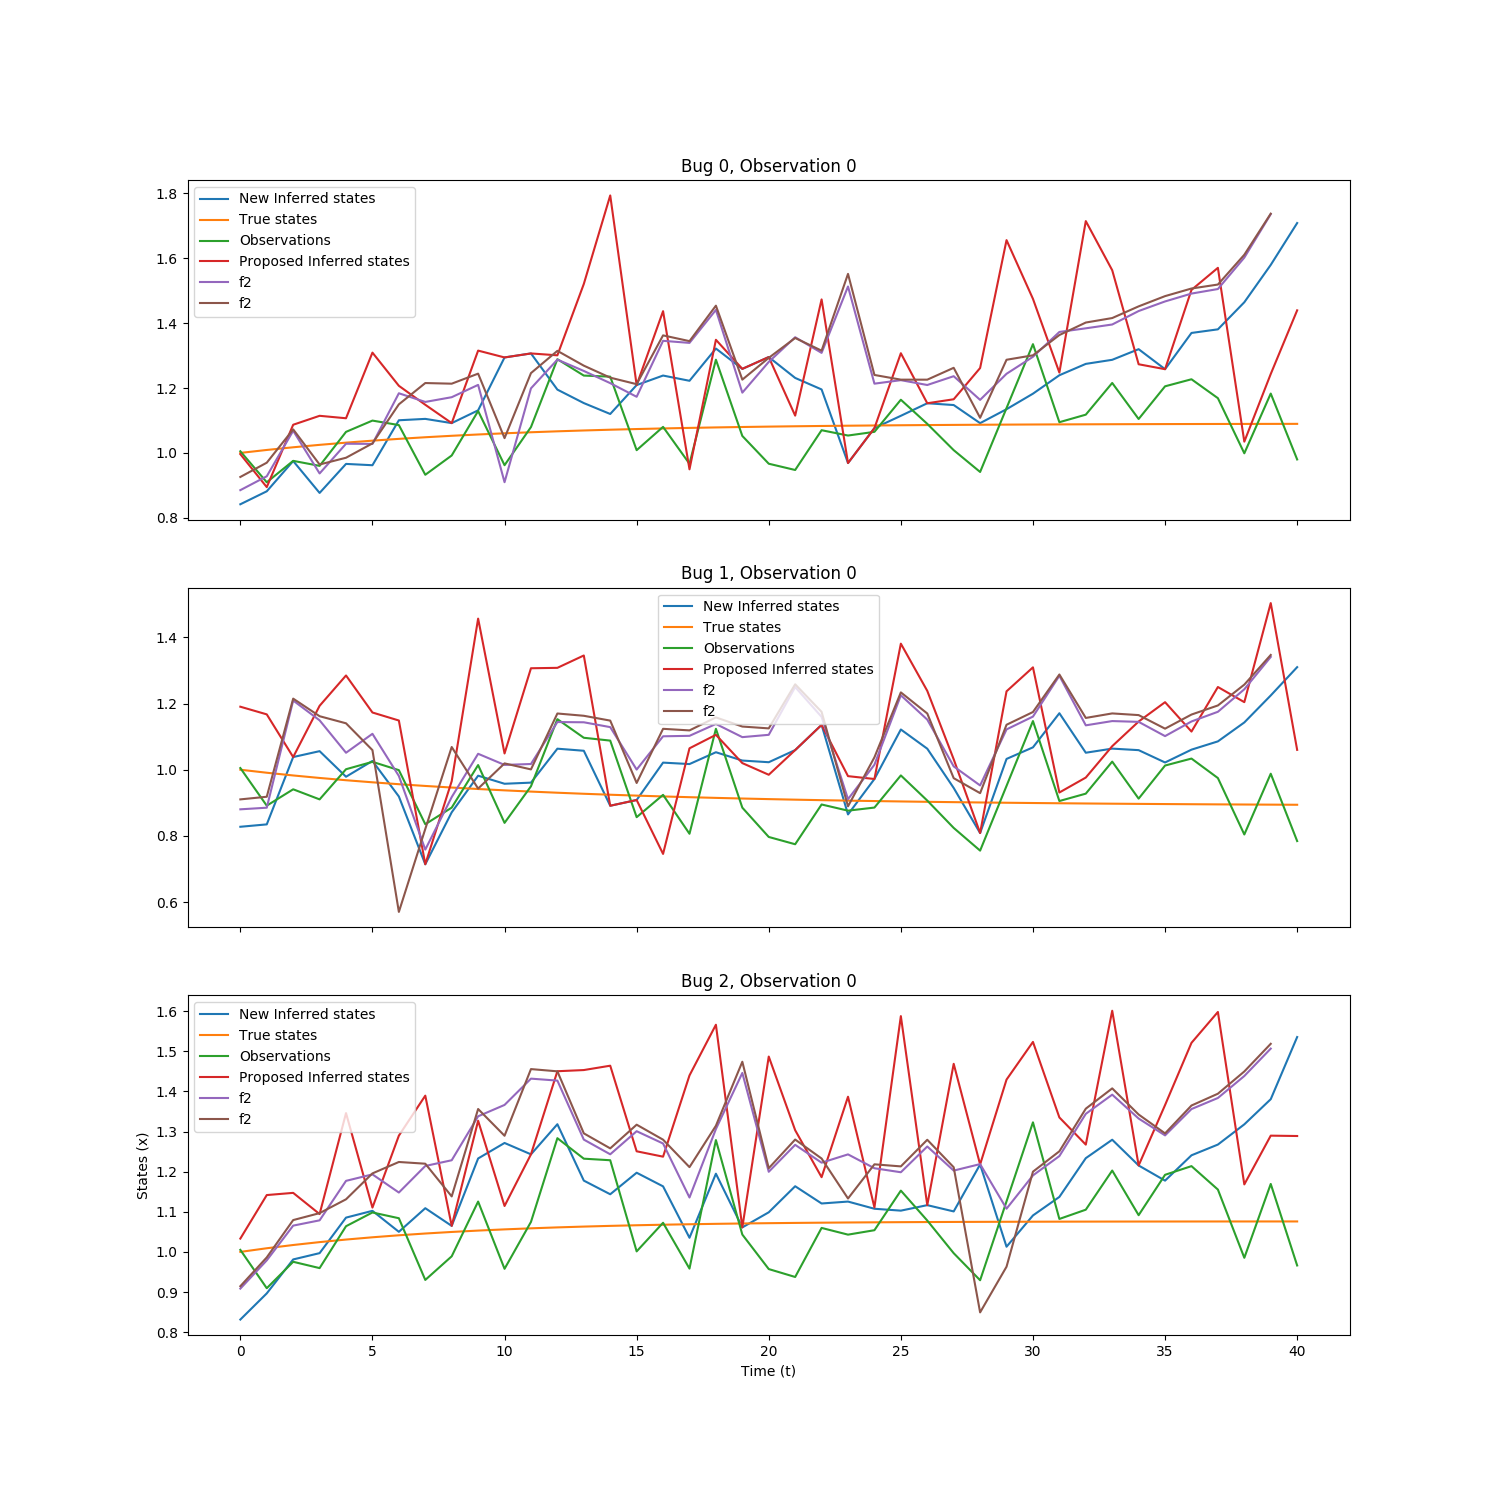 Bug 0, Observation 0
1.8
1.6
1.4
1.2
1.0
0.8
New Inferred states
True states
Observations
Proposed Inferred states
f2
f2
Bug 1, Observation 0
1.4
1.2
1.0
0.8
0.6
New Inferred states
True states
Observations
Proposed Inferred states
f2
f2
Bug 2, Observation 0
1.6
1.5
1.4
1.3
1.2
1.1
1.0
0.9
0.8
States (x)
New Inferred states
True states
Observations
Proposed Inferred states
f2
f2
0 5 10 15 20 25 30 35 40
Time (t)